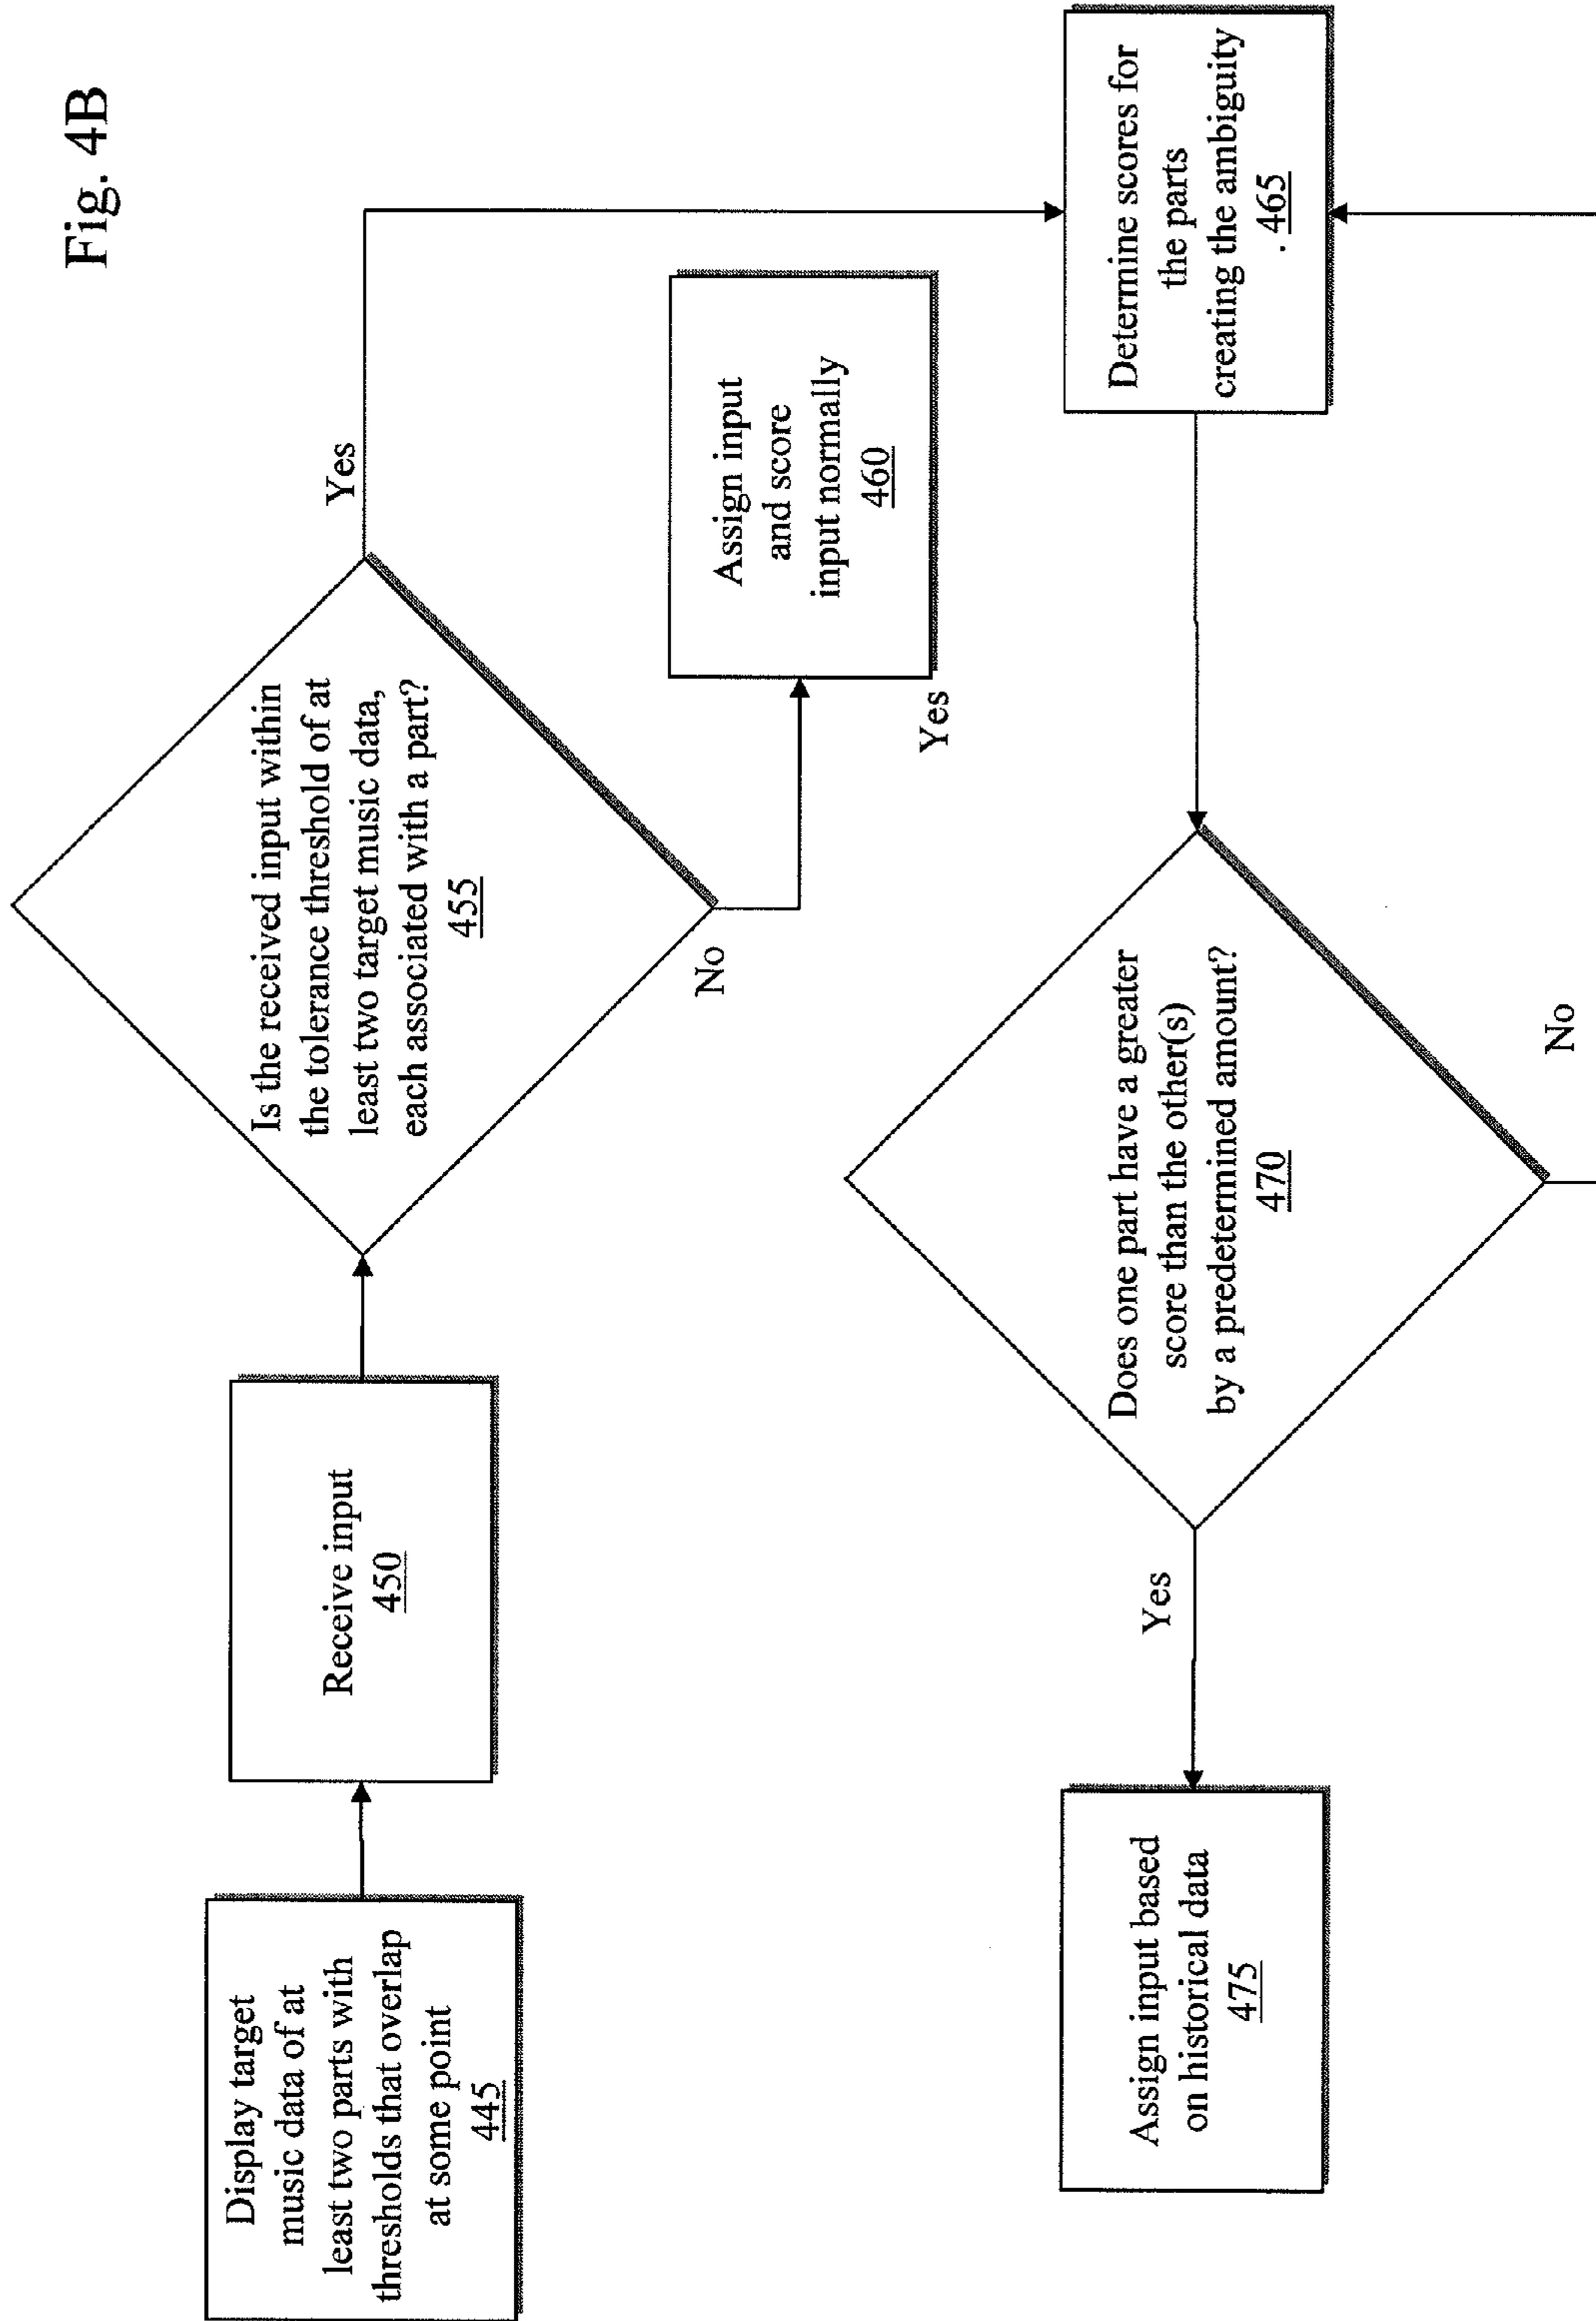 Fig. 4B
Display target
music data of at
least two parts with
thresholds that overlap
at some point
445
Receive input
450
Is the received input within
the tolerance threshold of at
least two target music data,
each associated with a part?
455
Yes
No
Assign input
and score
input normally
460
Yes
Determine scores for
the parts
creating the ambiguity
. 465
Does one part have a greater
score than the other(s)
by a predetermined amount?
470
Yes
No
Assign input based
on historical data
475